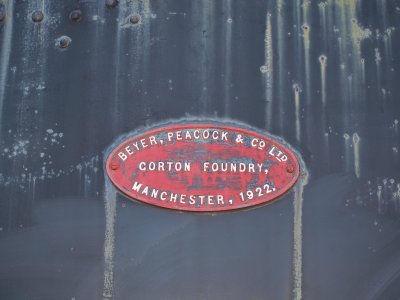 BEYER, PEACOCK & CO LTD
GORTON FOUNDRY,
MANCHESTER, 1922.